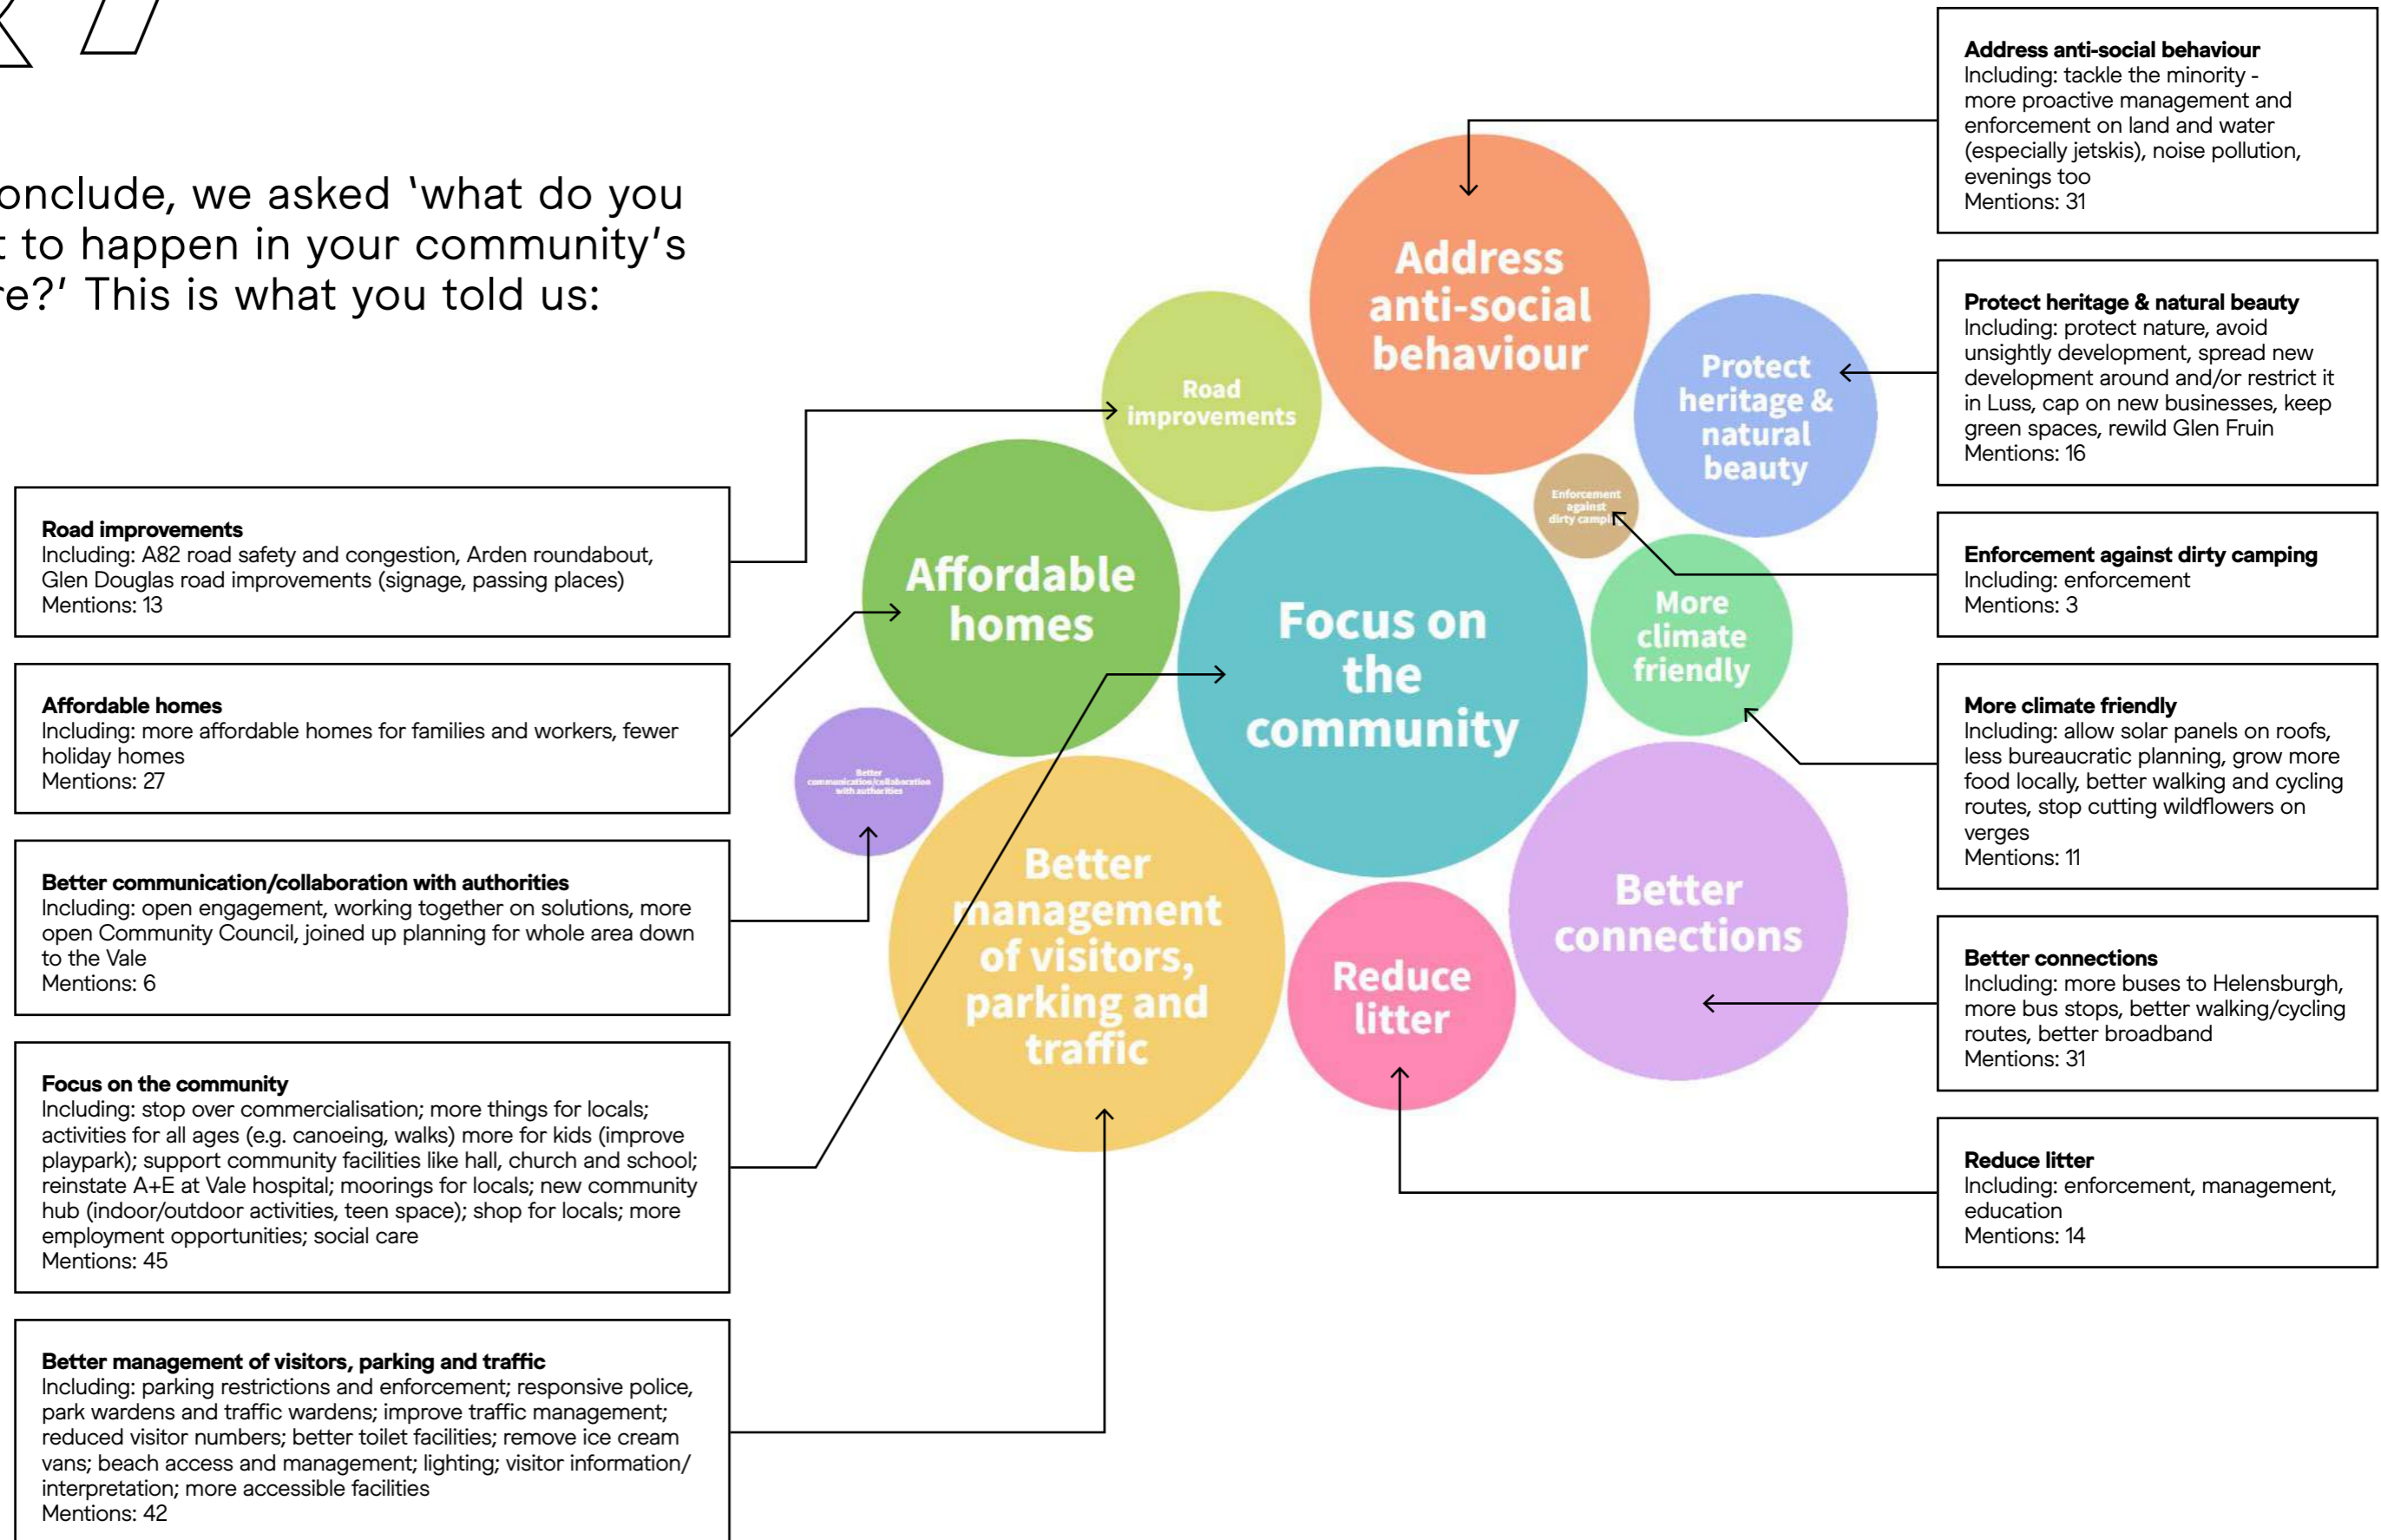 onclude, we asked ‘what do you
t to happen in your community’s
re?’ This is what you told us:
Road improvements
Including: A82 road safety and congestion, Arden roundabout,
Glen Douglas road improvements (signage, passing places)
Mentions: 13
Affordable homes
Including: more affordable homes for families and workers, fewer
holiday homes
Mentions: 27
Better communication/collaboration with authorities
Including: open engagement, working together on solutions, more
open Community Council, joined up planning for whole area down
to the Vale
Mentions: 6
Focus on the community
Including: stop over commercialisation; more things for locals;
activities for all ages (e.g. canoeing, walks) more for kids (improve
playpark); support community facilities like hall, church and school;
reinstate A+E at Vale hospital; moorings for locals; new community
hub (indoor/outdoor activities, teen space); shop for locals; more
employment opportunities; social care
Mentions: 45
Better management of visitors, parking and traffic
Including: parking restrictions and enforcement; responsive police,
park wardens and traffic wardens; improve traffic management;
reduced visitor numbers; better toilet facilities; remove ice cream
vans; beach access and management; lighting; visitor information/
interpretation; more accessible facilities
Mentions: 42
Address
anti-social
behaviour
Road
improvements
Protect
heritage &
natural
beauty
Enforcement
against
dirty camping
Affordable
homes
Focus on
the
community
More
climate
friendly
Better
communication/collaboration
with authorities
Better
management
of visitors,
parking and
traffic
Reduce
litter
Better
connections
Address anti-social behaviour
Including: tackle the minority -
more proactive management and
enforcement on land and water
(especially jetskis), noise pollution,
evenings too
Mentions: 31
Protect heritage & natural beauty
Including: protect nature, avoid
unsightly development, spread new
development around and/or restrict it
in Luss, cap on new businesses, keep
green spaces, rewild Glen Fruin
Mentions: 16
Enforcement against dirty camping
Including: enforcement
Mentions: 3
More climate friendly
Including: allow solar panels on roofs,
less bureaucratic planning, grow more
food locally, better walking and cycling
routes, stop cutting wildflowers on
verges
Mentions: 11
Better connections
Including: more buses to Helensburgh,
more bus stops, better walking/cycling
routes, better broadband
Mentions: 31
Reduce litter
Including: enforcement, management,
education
Mentions: 14